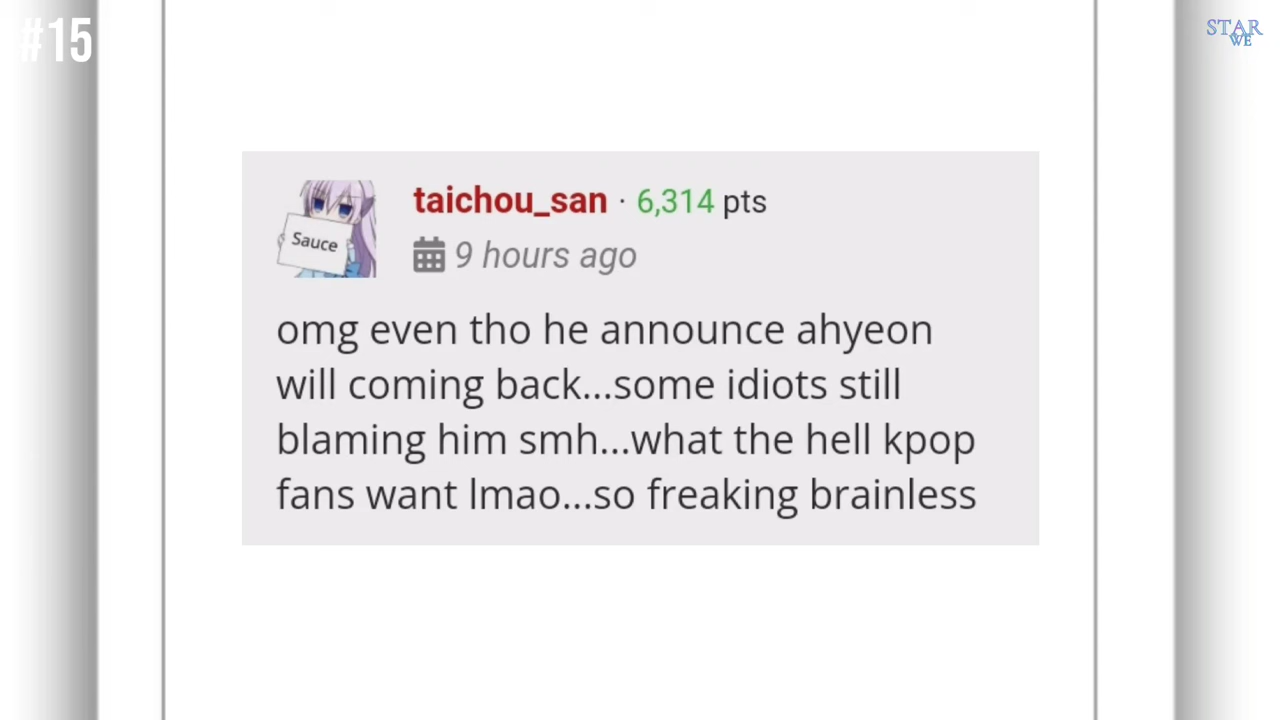 #15
STAR
WE
taichou_san · 6,314 pts
9 hours ago
Sauce
omg even tho he announce ahyeon
will coming back...some idiots still
blaming him smh...what the hell kpop
fans want lmao...so freaking brainless